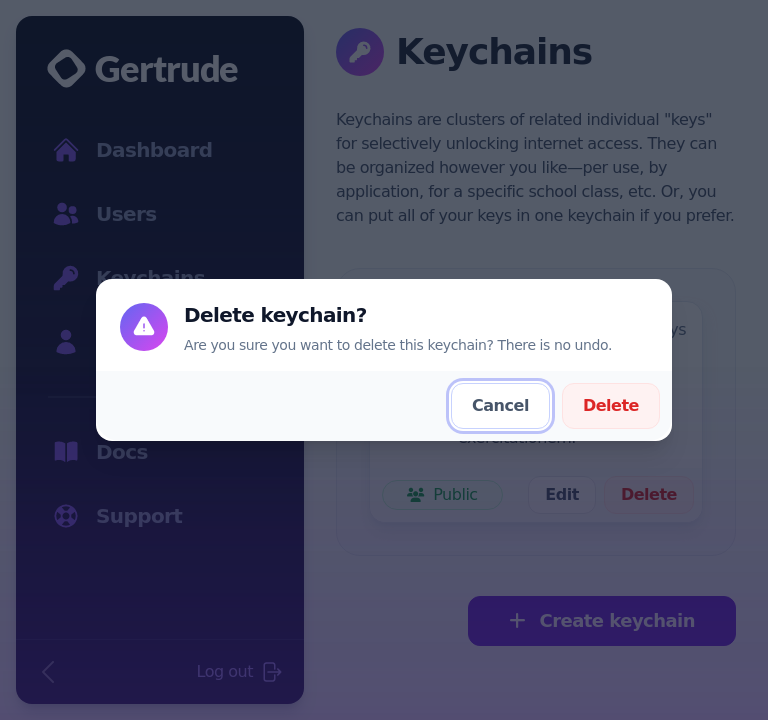 Gertrude
Dashboard
Users
Keychains
Docs
Support
Log out
Keychains
Keychains are clusters of related individual "keys"
for selectively unlocking internet access. They can
be organized however you like—per use, by
application, for a specific school class, etc. Or, you
can put all of your keys in one keychain if you prefer.
Delete keychain?
Are you sure you want to delete this keychain? There is no undo.
Cancel
Delete
Public
Edit
Delete
Create keychain